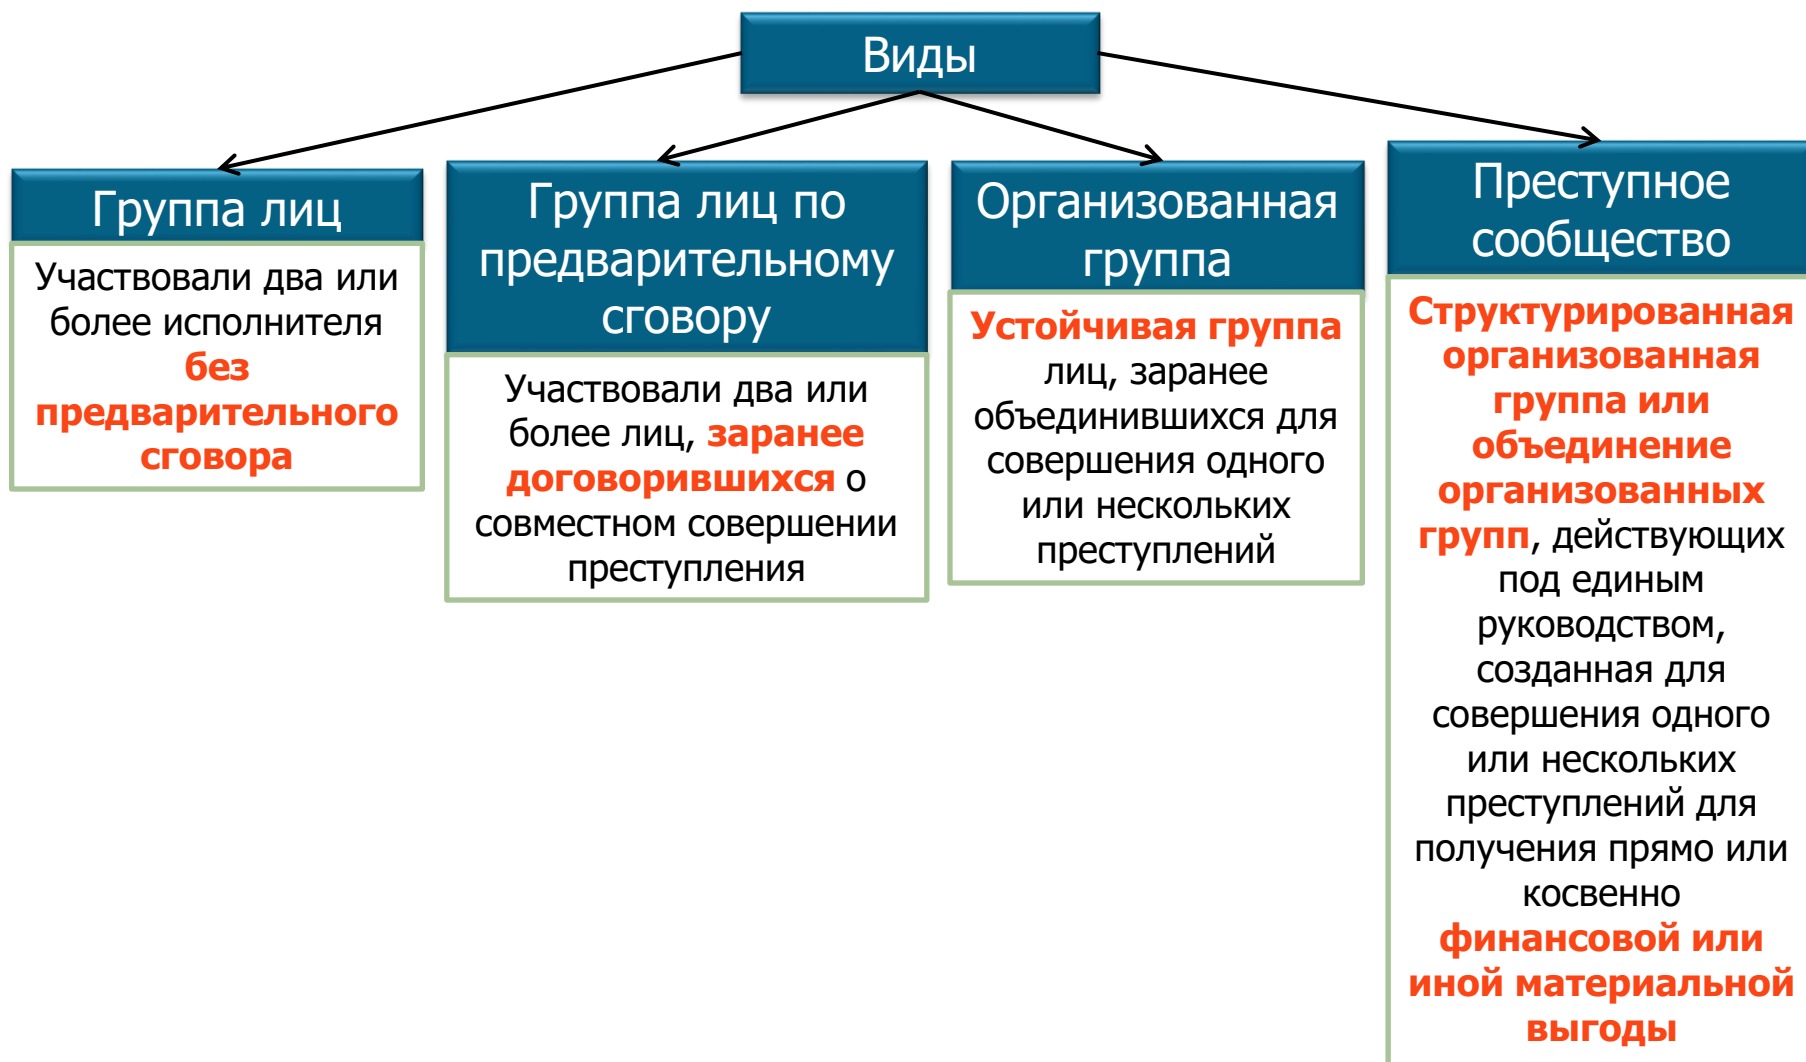 Виды
Группа лиц
Участвовали два или
более исполнителя
без
предварительного
сговора
Группа лиц по
предварительному
сговору
Участвовали два или
более лиц, заранее
договорившихся о
совместном совершении
преступления
Организованная
группа
Устойчивая группа
лиц, заранее
объединившихся для
совершения одного
или нескольких
преступлений
Преступное
сообщество
Структурированная
организованная
группа или
объединение
организованных
групп, действующих
под единым
руководством,
созданная для
совершения одного
или нескольких
преступлений для
получения прямо или
косвенно
финансовой или
иной материальной
выгоды